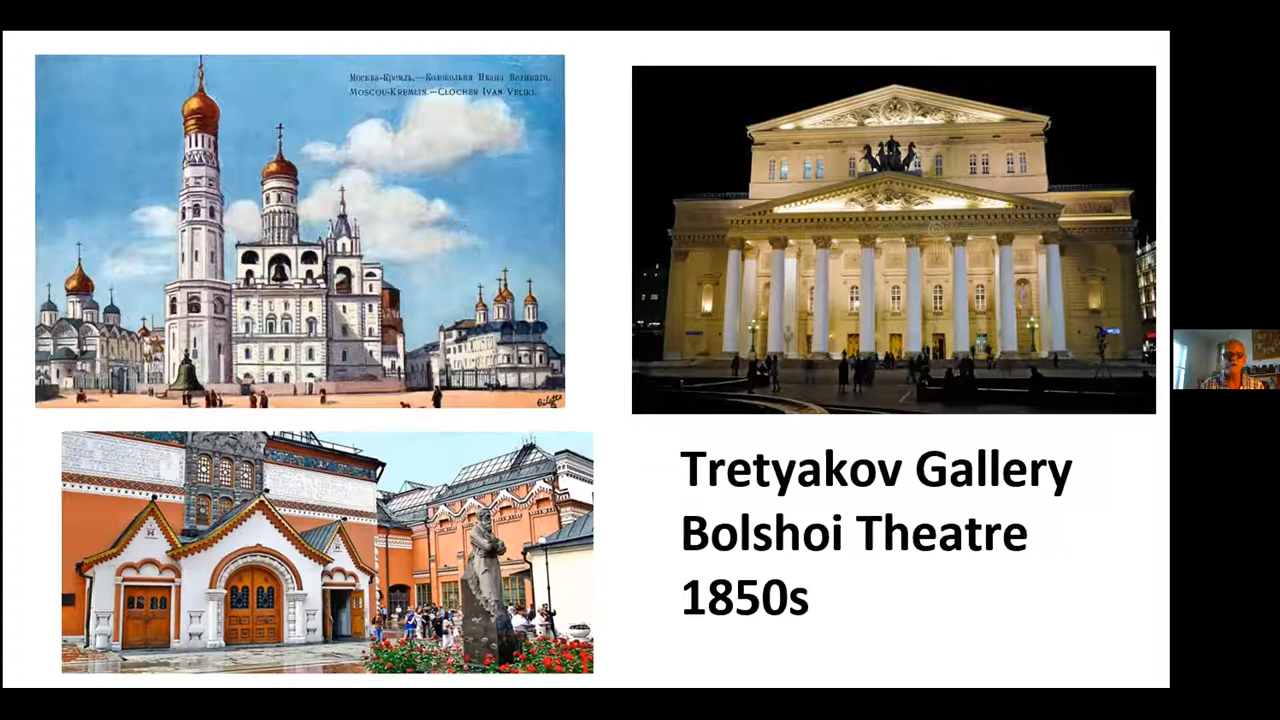 Москва-Кремль.—Колокольня Ивана Великаго.
MOSCOU-KREMLIN.—CLOCHER IVAN VELIKI.
Tretyakov Gallery
Bolshoi Theatre
1850s